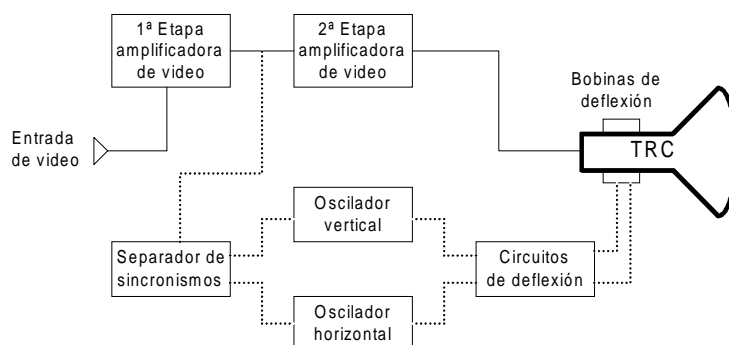 1ª Etapa
amplificadora
de video
2ª Etapa
amplificadora
de video
Bobinas de
deflexión
Entrada
de video
TRC
Oscilador
vertical
Separador de
sincronismos
Circuitos
de deflexión
Oscilador
horizontal